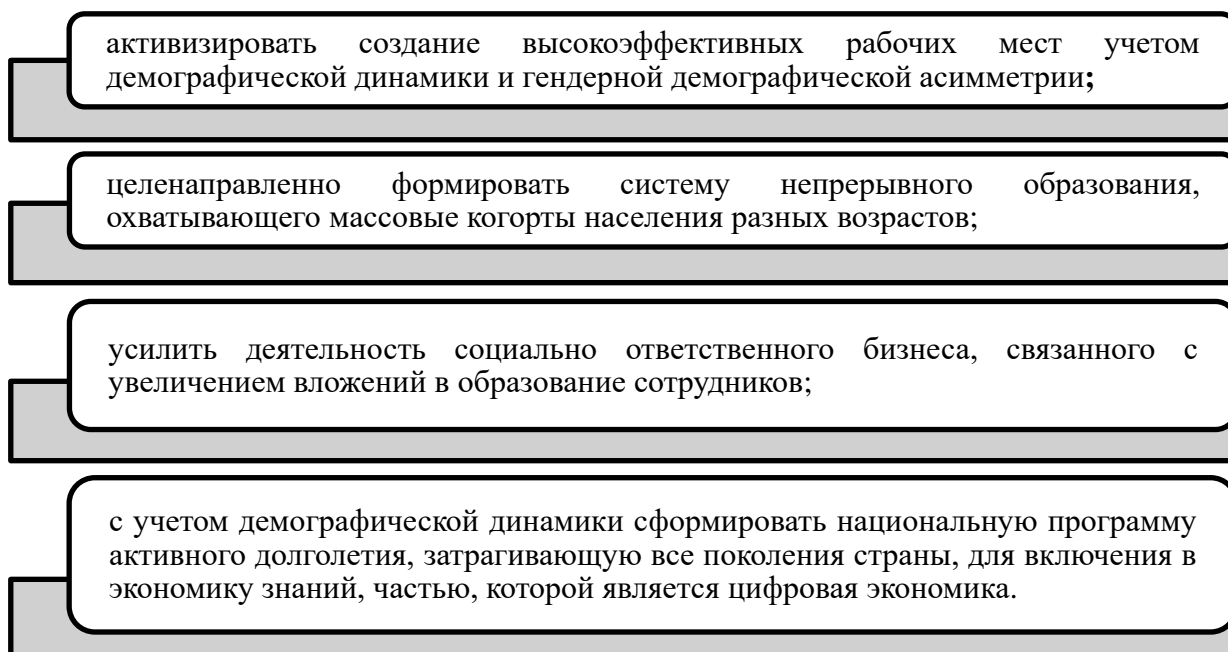 активизировать создание высокоэффективных рабочих мест учетом
демографической динамики и гендерной демографической асимметрии;
целенаправленно формировать систему непрерывного образования,
охватывающего массовые когорты населения разных возрастов;
усилить деятельность социально ответственного бизнеса, связанного с
увеличением вложений в образование сотрудников;
с учетом демографической динамики сформировать национальную программу
активного долголетия, затрагивающую все поколения страны, для включения в
экономику знаний, частью, которой является цифровая экономика.